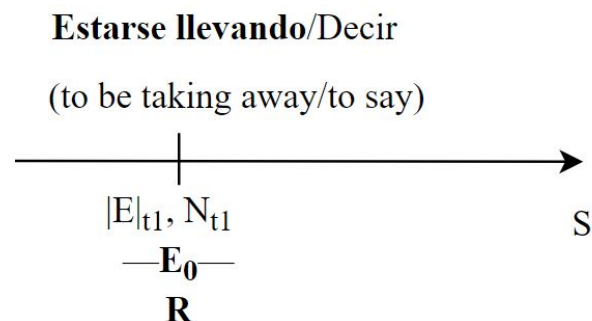 Estarse llevando/Decir
(to be taking away/to say)
|E|t1, Nt1
S
—E0—
R